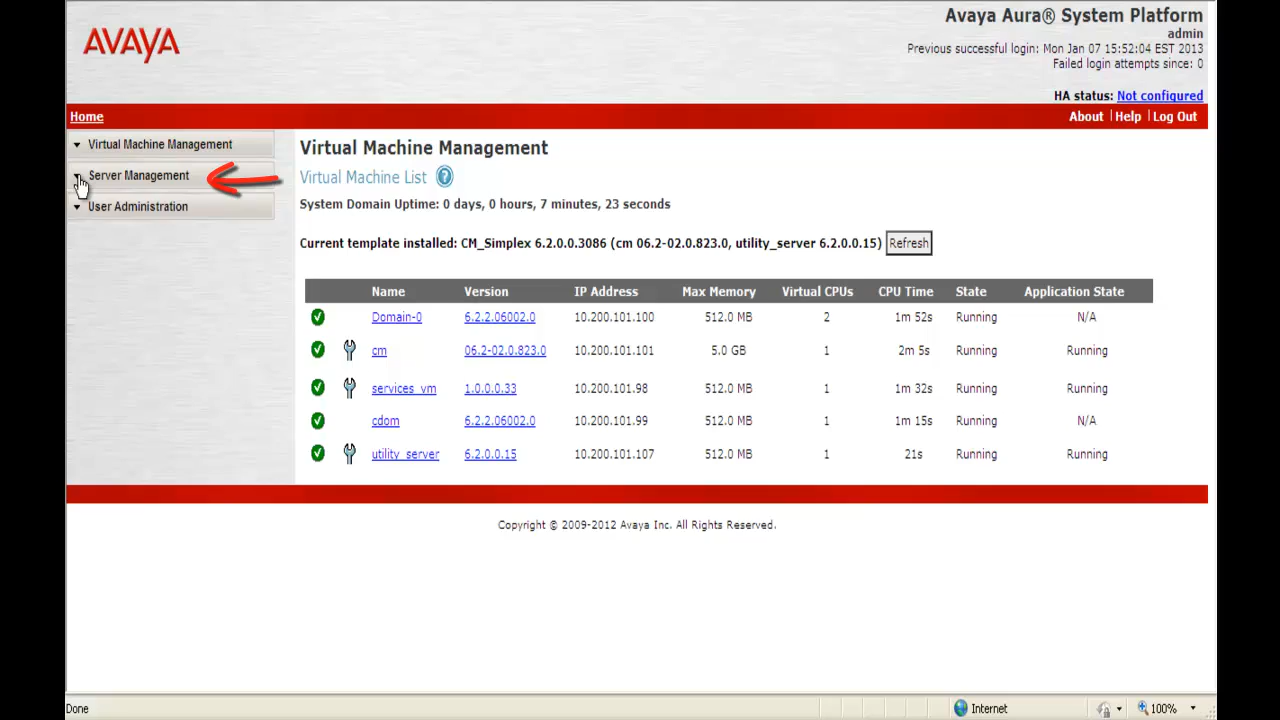 AVAYA
Avaya Aura® System Platform
admin
Previous successful login: Mon Jan 07 15:52:04 EST 2013
Failed login attempts since: 0
HA status: Not configured
Home
About | Help | Log Out
Virtual Machine Management
Server Management
User Administration
Virtual Machine Management
Virtual Machine List ?
System Domain Uptime: 0 days, 0 hours, 7 minutes, 23 seconds
Current template installed: CM_Simplex 6.2.0.0.3086 (cm 06.2-02.0.823.0, utility_server 6.2.0.0.15) Refresh
Name Version IP Address Max Memory Virtual CPUs CPU Time State Application State
Domain-0 6.2.2.06002.0 10.200.101.100 512.0 MB 2 1m 52s Running N/A
cm 06.2-02.0.823.0 10.200.101.101 5.0 GB 1 2m 5s Running Running
services_vm 1.0.0.0.33 10.200.101.98 512.0 MB 1 1m 32s Running Running
cdom 6.2.2.06002.0 10.200.101.99 512.0 MB 1 1m 15s Running N/A
utility_server 6.2.0.0.15 10.200.101.107 512.0 MB 1 21s Running Running
Copyright © 2009-2012 Avaya Inc. All Rights Reserved.
Done
Internet
100%